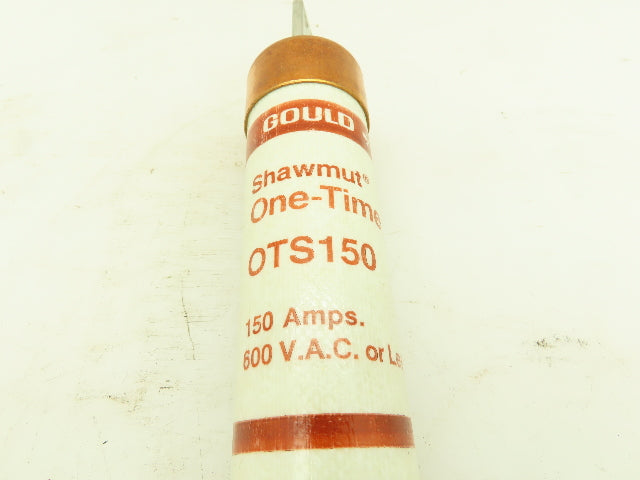 GOULD
Shawmut®
One-Time
OTS150
150 Amps.
600 V.A.C. or